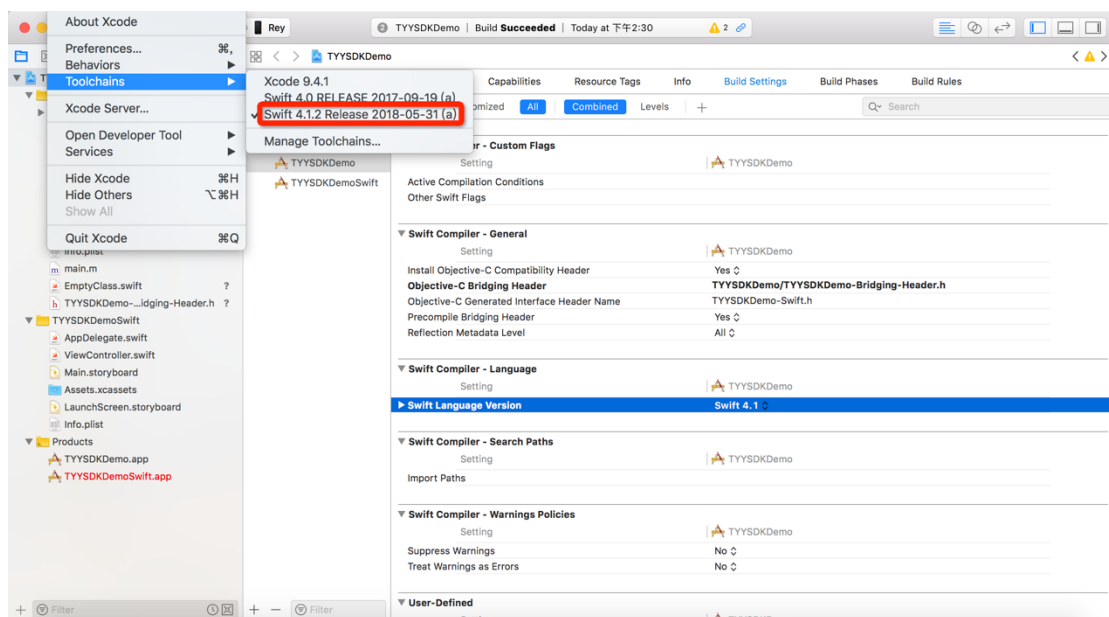 About Xcode
Preferences... ⌘,
Behaviors
Toolchains
Xcode Server...
Open Developer Tool
Services
Hide Xcode ⌘H
Hide Others ⌥⌘H
Show All
Quit Xcode ⌘Q
Xcode 9.4.1
Swift 4.0 RELEASE 2017-09-19 (a)
Swift 4.1.2 Release 2018-05-31 (a)
Manage Toolchains...
Rey
TYYSDKDemo | Build Succeeded | Today at 下午2:30
2
TYYSDKDemo
Capabilities Resource Tags Info Build Settings Build Phases Build Rules
All Combined Levels + Search
TYYSDKDemo
TYYSDKDemoSwift
Info.plist
main.m
EmptyClass.swift ?
TYYSDKDemo-...idging-Header.h ?
TYYSDKDemoSwift
AppDelegate.swift
ViewController.swift
Main.storyboard
Assets.xcassets
LaunchScreen.storyboard
Info.plist
Products
TYYSDKDemo.app
TYYSDKDemoSwift.app
- Custom Flags
Setting TYYSDKDemo
Active Compilation Conditions
Other Swift Flags
Swift Compiler - General
Setting TYYSDKDemo
Install Objective-C Compatibility Header Yes
Objective-C Bridging Header TYYSDKDemo/TYYSDKDemo-Bridging-Header.h
Objective-C Generated Interface Header Name TYYSDKDemo-Swift.h
Precompile Bridging Header Yes
Reflection Metadata Level All
Swift Compiler - Language
Setting TYYSDKDemo
Swift Language Version Swift 4.1
Swift Compiler - Search Paths
Setting TYYSDKDemo
Import Paths
Swift Compiler - Warnings Policies
Setting TYYSDKDemo
Suppress Warnings No
Treat Warnings as Errors No
User-Defined
+ Filter
+ − Filter